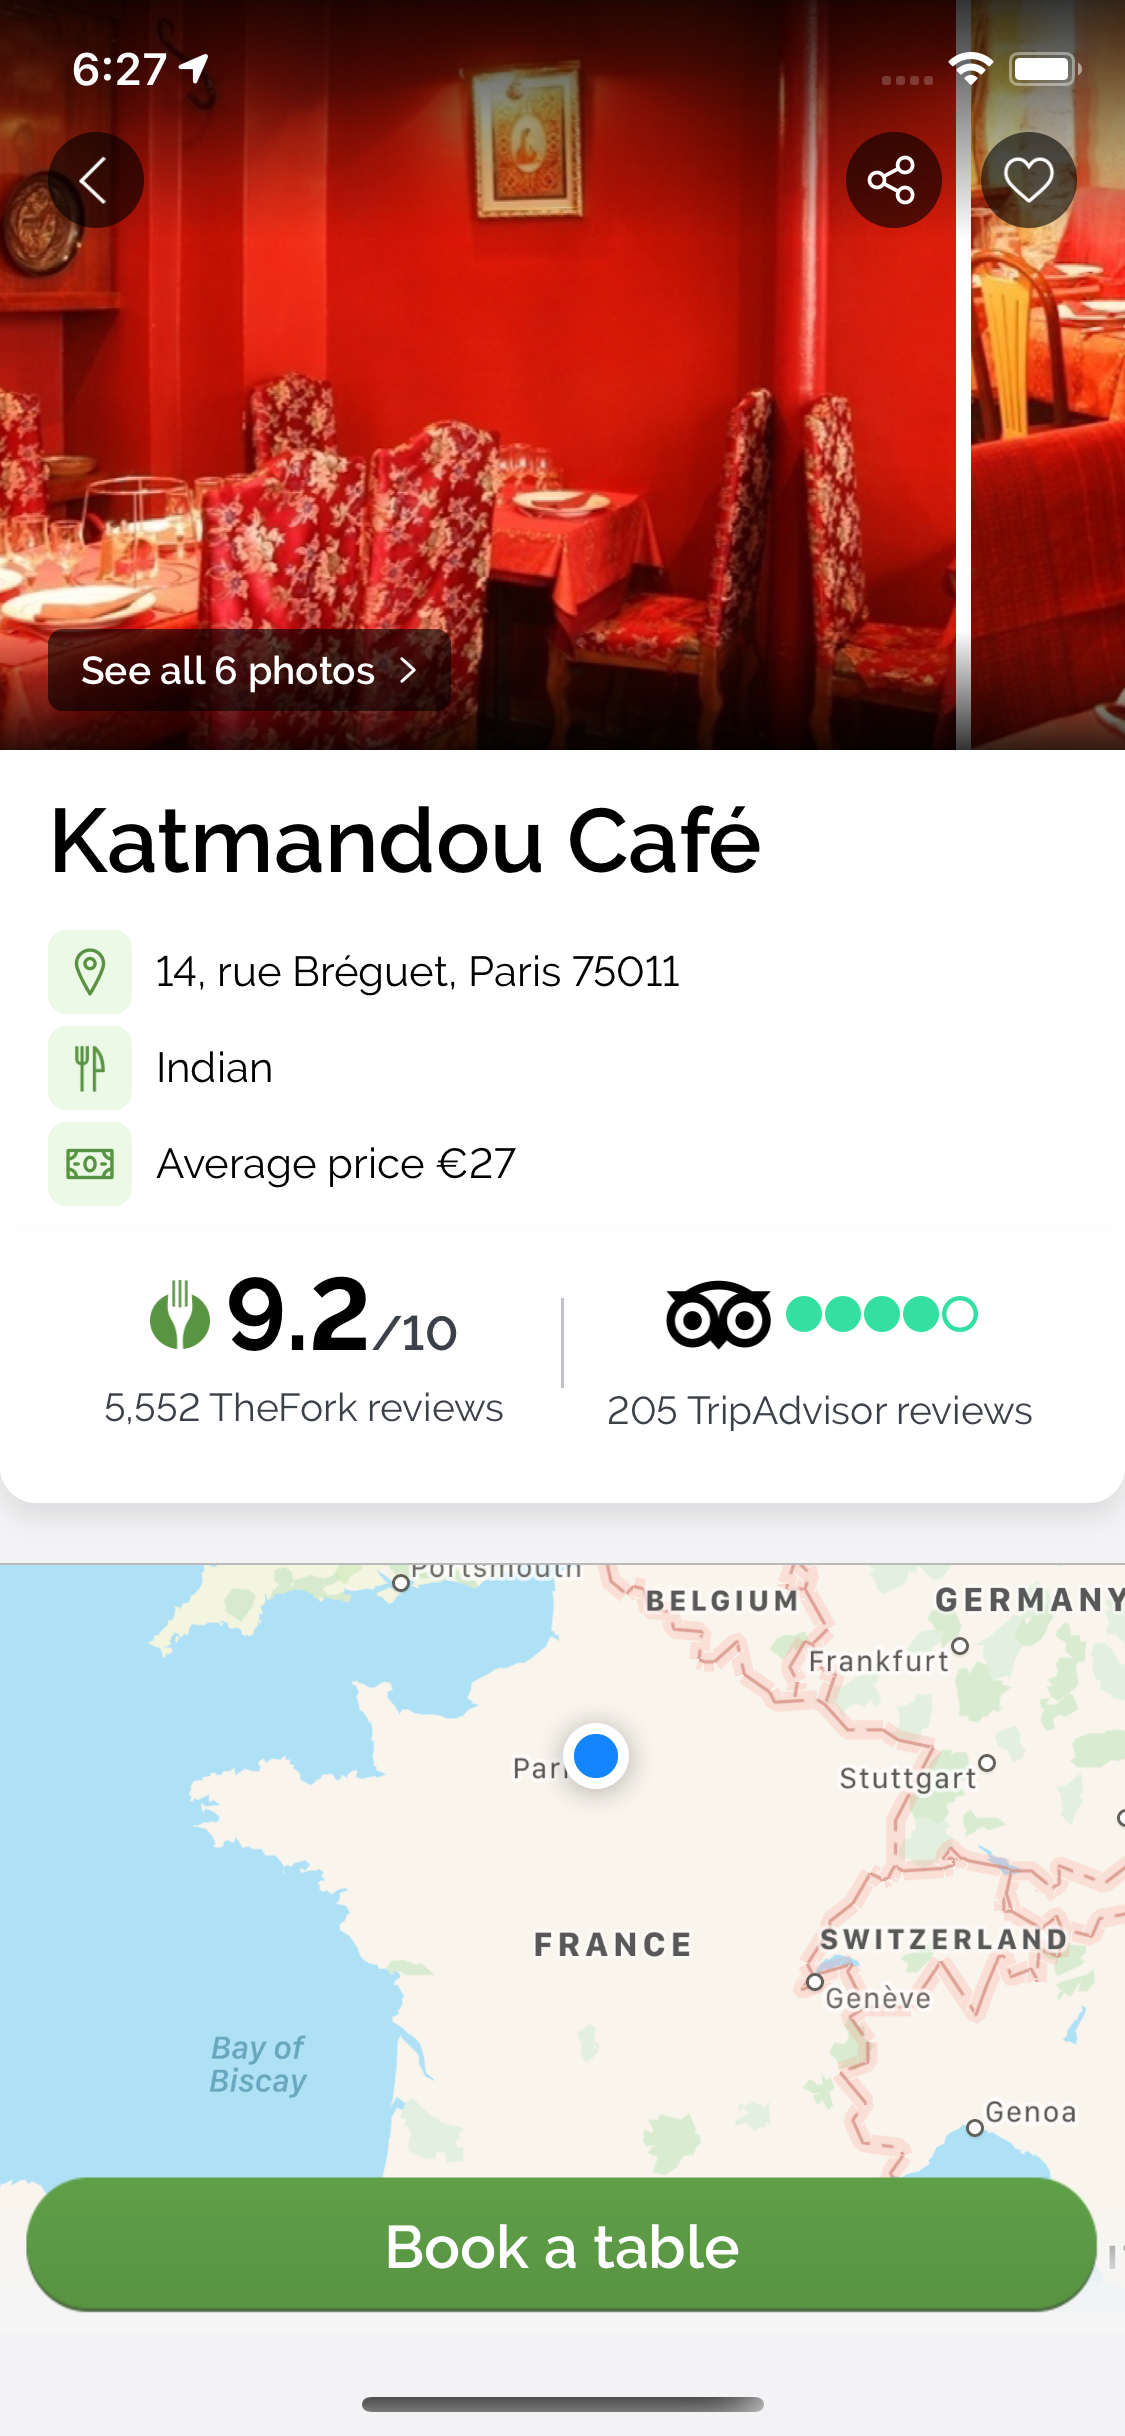 6:27
See all 6 photos
Katmandou Café
14, rue Bréguet, Paris 75011
Indian
Average price €27
9.2/10
5,552 TheFork reviews
205 TripAdvisor reviews
Portsmouth
BELGIUM
GERMANY
Frankfurt
Stuttgart
FRANCE
SWITZERLAND
Genève
Bay of
Biscay
Genoa
Book a table